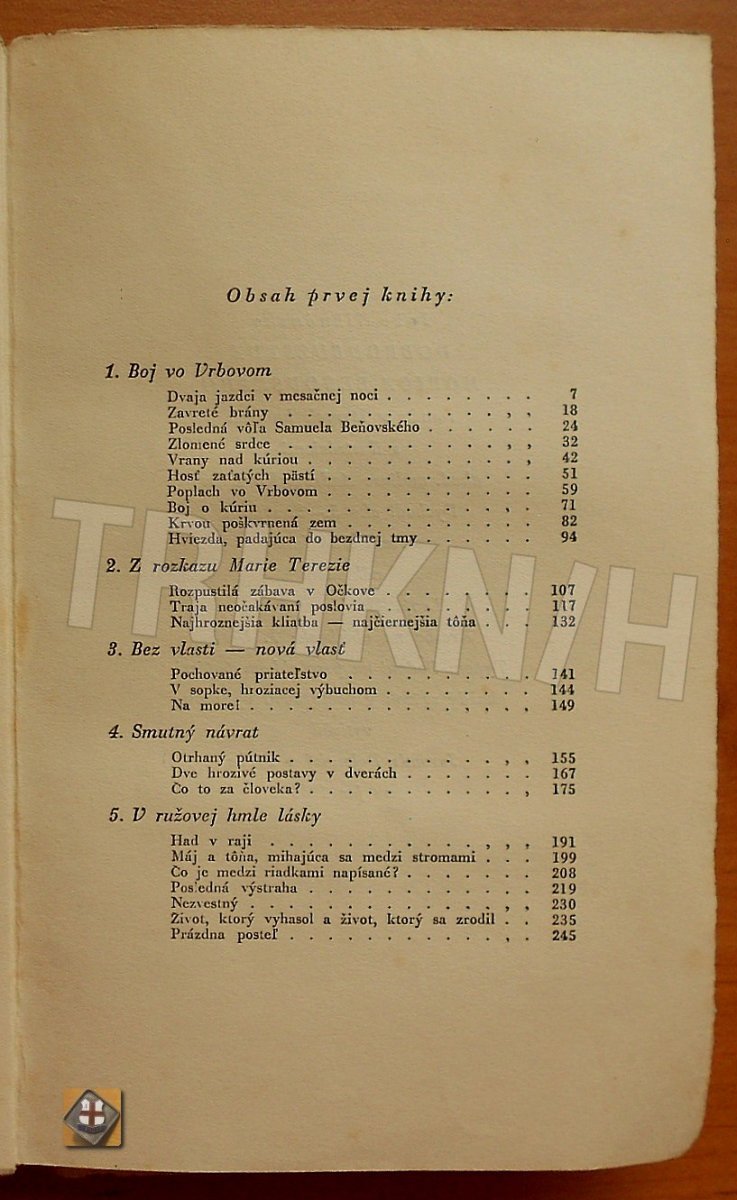 Obsah prvej knihy:
1. Boj vo Vrbovom
Dvaja jazdci v mesačnej noci . . . . . . . . 7
Zavreté brány . . . . . . . . . . . , , 18
Posledná vôľa Samuela Beňovského . . . . . . 24
Zlomené srdce . . . . . . . . . . . , , 32
Vrany nad kúriou . . . . . . . . . . . , 42
Hosť zaťatých pästí . . . . . . . . . . . 51
Poplach vo Vrbovom . . . . . . . . . . . 59
Boj o kúriu . . . . . . . . . . . . , . 71
Krvou poškvrnená zem . . . . . . . . . . 82
Hviezda, padajúca do bezdnej tmy . . . . . . 94
2. Z rozkazu Marie Terezie
Rozpustilá zábava v Očkove . . . . . . . . 107
Traja neočakávaní poslovia . . . . . . . . 117
Najhroznejšia kliatba — najčiernejšia tôňa . . . 132
3. Bez vlasti — nová vlasť
Pochované priateľstvo . . . . . . . . . . 141
V sopke, hroziacej výbuchom . . . . . . . . 144
Na more! . . . . . . . . . . . , . , , , 149
4. Smutný návrat
Otrhaný pútnik . . . . . . . . . . . , , 155
Dve hrozivé postavy v dverách . . . . . . . 167
Čo to za človeka? . . . . . . . . . . . , 175
5. V ružovej hmle lásky
Had v raji . . . . . . . . . . . , , , 191
Máj a tôňa, mihajúca sa medzi stromami . . . 199
Čo je medzi riadkami napísané? . . . . . . . 208
Posledná výstraha . . . . . . . . . . . . 219
Nezvestný . . . . . . . . . . . . . , , 230
Život, ktorý vyhasol a život, ktorý sa zrodil . . 235
Prázdna posteľ . . . . . . . . . . . , , 245
TRHKN/H